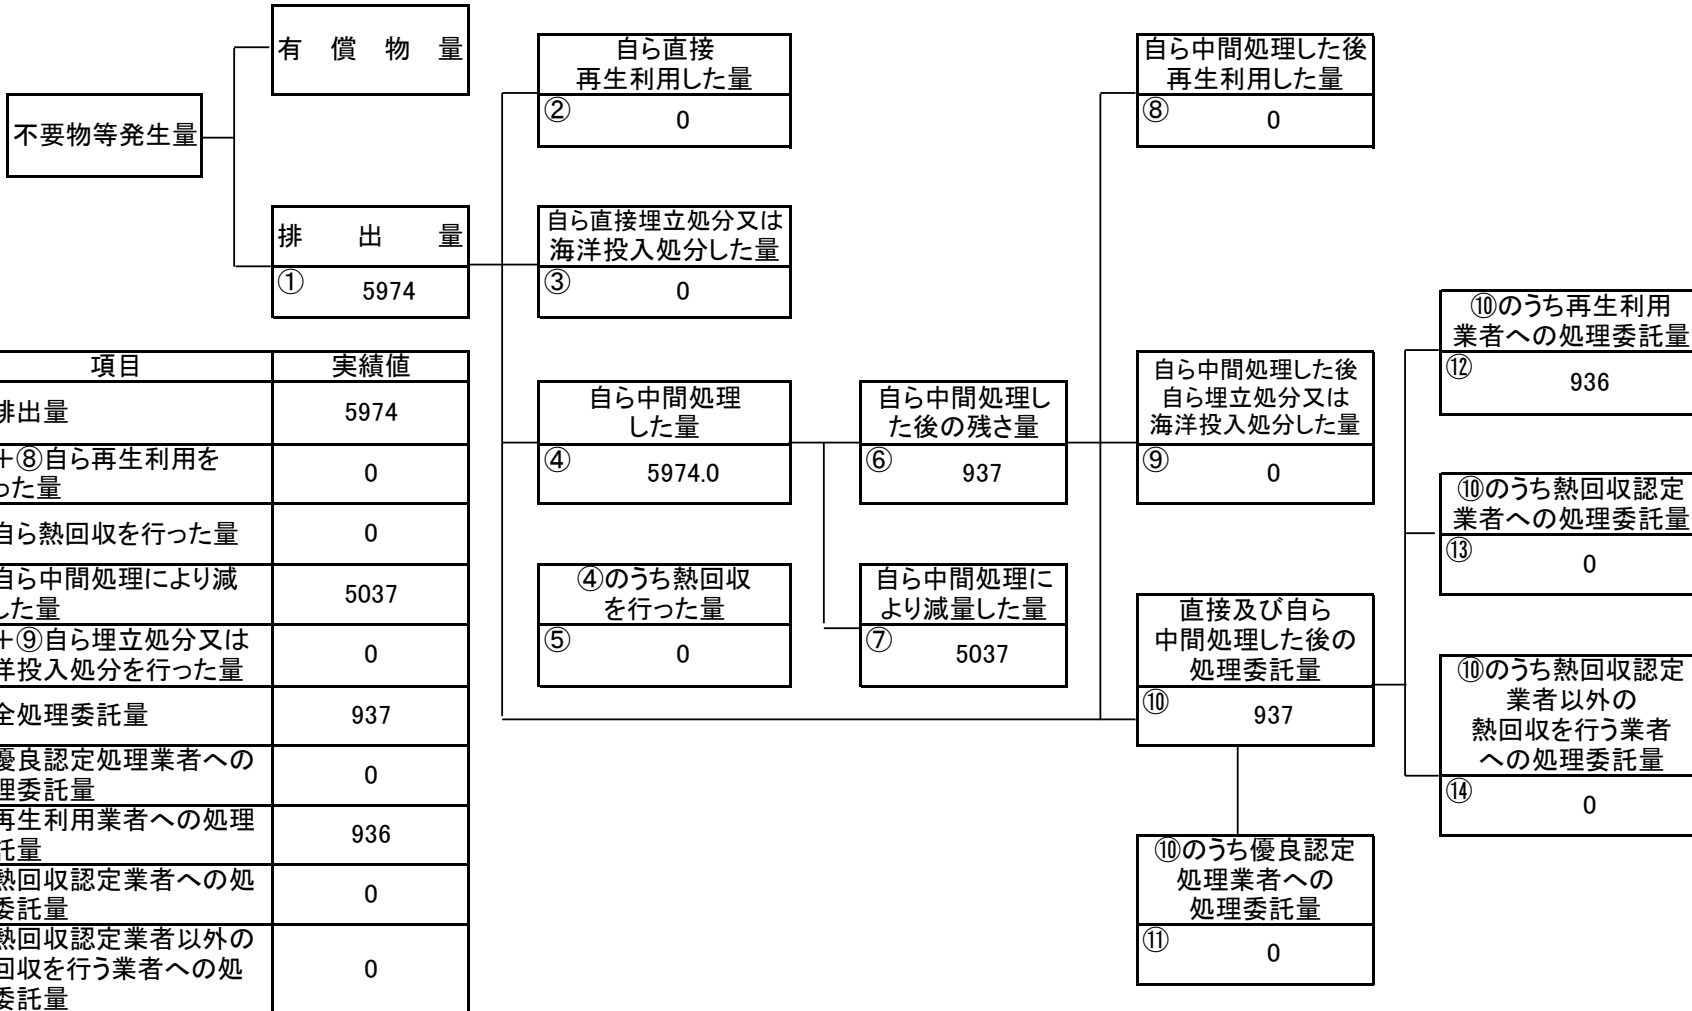 有　償　物　量
不要物等発生量
排　出　量
① 5974
自ら直接
再生利用した量
② 0
自ら直接埋立処分又は
海洋投入処分した量
③ 0
自ら中間処理
した量
④ 5974.0
④のうち熱回収
を行った量
⑤ 0
自ら中間処理し
た後の残さ量
⑥ 937
自ら中間処理に
より減量した量
⑦ 5037
自ら中間処理した後
再生利用した量
⑧ 0
自ら中間処理した後
自ら埋立処分又は
海洋投入処分した量
⑨ 0
直接及び自ら
中間処理した後の
処理委託量
⑩ 937
⑩のうち優良認定
処理業者への
処理委託量
⑪ 0
⑩のうち再生利用
業者への処理委託量
⑫ 936
⑩のうち熱回収認定
業者への処理委託量
⑬ 0
⑩のうち熱回収認定
業者以外の
熱回収を行う業者
への処理委託量
⑭ 0
項目 実績値
排出量 5974
＋⑧自ら再生利用を
った量 0
自ら熱回収を行った量 0
自ら中間処理により減
した量 5037
＋⑨自ら埋立処分又は
洋投入処分を行った量 0
全処理委託量 937
優良認定処理業者への
理委託量 0
再生利用業者への処理
託量 936
熱回収認定業者への処
委託量 0
熱回収認定業者以外の
回収を行う業者への処
委託量 0